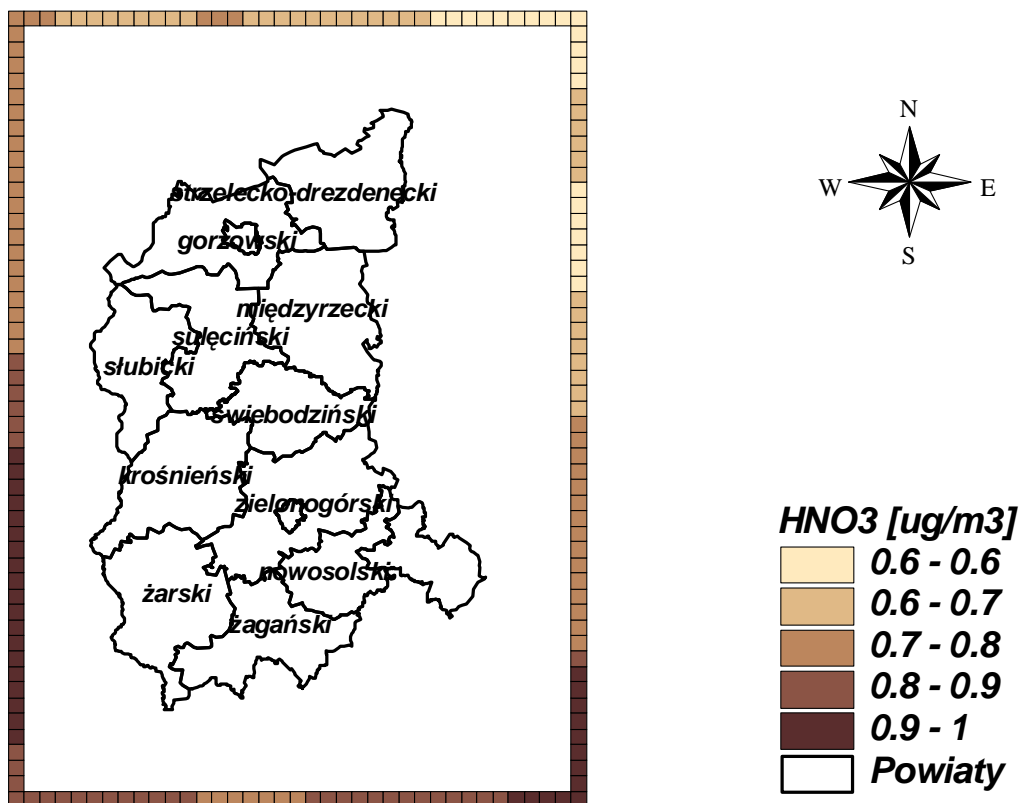 N
W
E
S
strzelecko-drezdenecki
gorzowski
międzyrzecki
sulęciński
słubicki
świebodziński
krośnieński
zielonogórski
nowosolski
żarski
żagański
HNO3 [ug/m3]
0.6 - 0.6
0.6 - 0.7
0.7 - 0.8
0.8 - 0.9
0.9 - 1
Powiaty